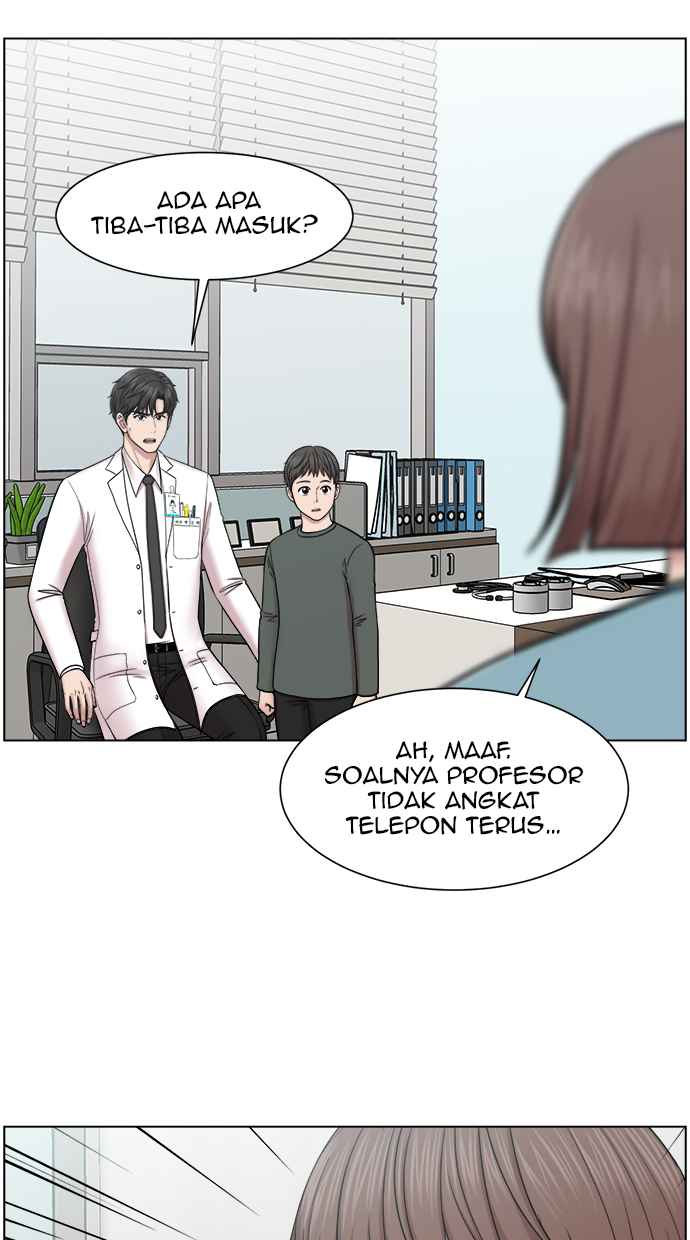 ADA APA
TIBA-TIBA MASUK?
AH, MAAF.
SOALNYA PROFESOR
TIDAK ANGKAT
TELEPON TERUS...